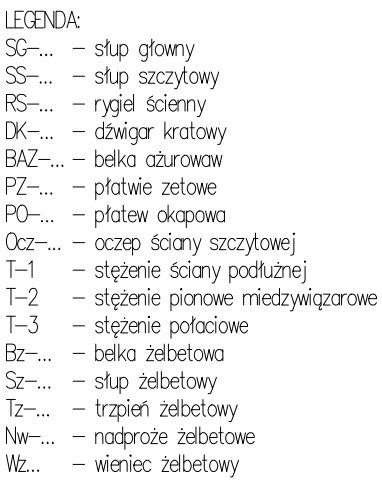 LEGENDA:
SG-... - słup głowny
SS-... - słup szczytowy
RS-... - rygiel ścienny
DK-... - dźwigar kratowy
BAZ-... - belka ażurowaw
PZ-... - płatwie zetowe
PO-... - płatew okapowa
Ocz-... - oczep ściany szczytowej
T-1 - stężenie ściany podłużnej
T-2 - stężenie pionowe miedzywiązarowe
T-3 - stężenie połaciowe
Bz-... - belka żelbetowa
Sz-... - słup żelbetowy
Tz-... - trzpień żelbetowy
Nw-... - nadproże żelbetowe
Wz... - wieniec żelbetowy